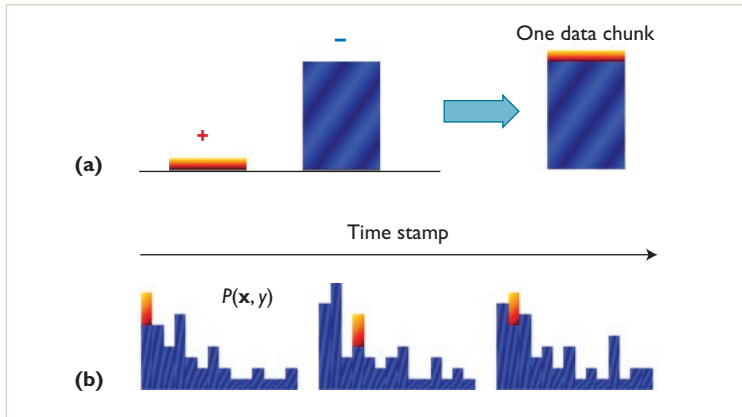 One data chunk
–
+
(a)
Time stamp
P(x, y)
(b)